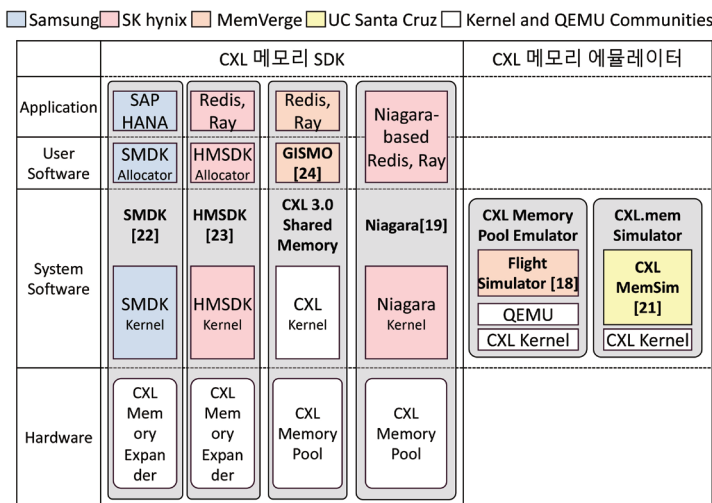 Samsung SK hynix MemVerge UC Santa Cruz Kernel and QEMU Communities
CXL 메모리 SDK
CXL 메모리 에뮬레이터
Application
SAP
HANA
Redis,
Ray
Redis,
Ray
Niagara-
based
Redis, Ray
User
Software
SMDK
Allocator
HMSDK
Allocator
GISMO
[24]
System
Software
SMDK
[22]
HMSDK
[23]
CXL 3.0
Shared
Memory
Niagara[19]
CXL Memory
Pool Emulator
CXL.mem
Simulator
SMDK
Kernel
HMSDK
Kernel
CXL
Kernel
Niagara
Kernel
Flight
Simulator [18]
QEMU
CXL Kernel
CXL
MemSim
[21]
CXL Kernel
Hardware
CXL
Mem
ory
Expan
der
CXL
Mem
ory
Expan
der
CXL
Memory
Pool
CXL
Memory
Pool